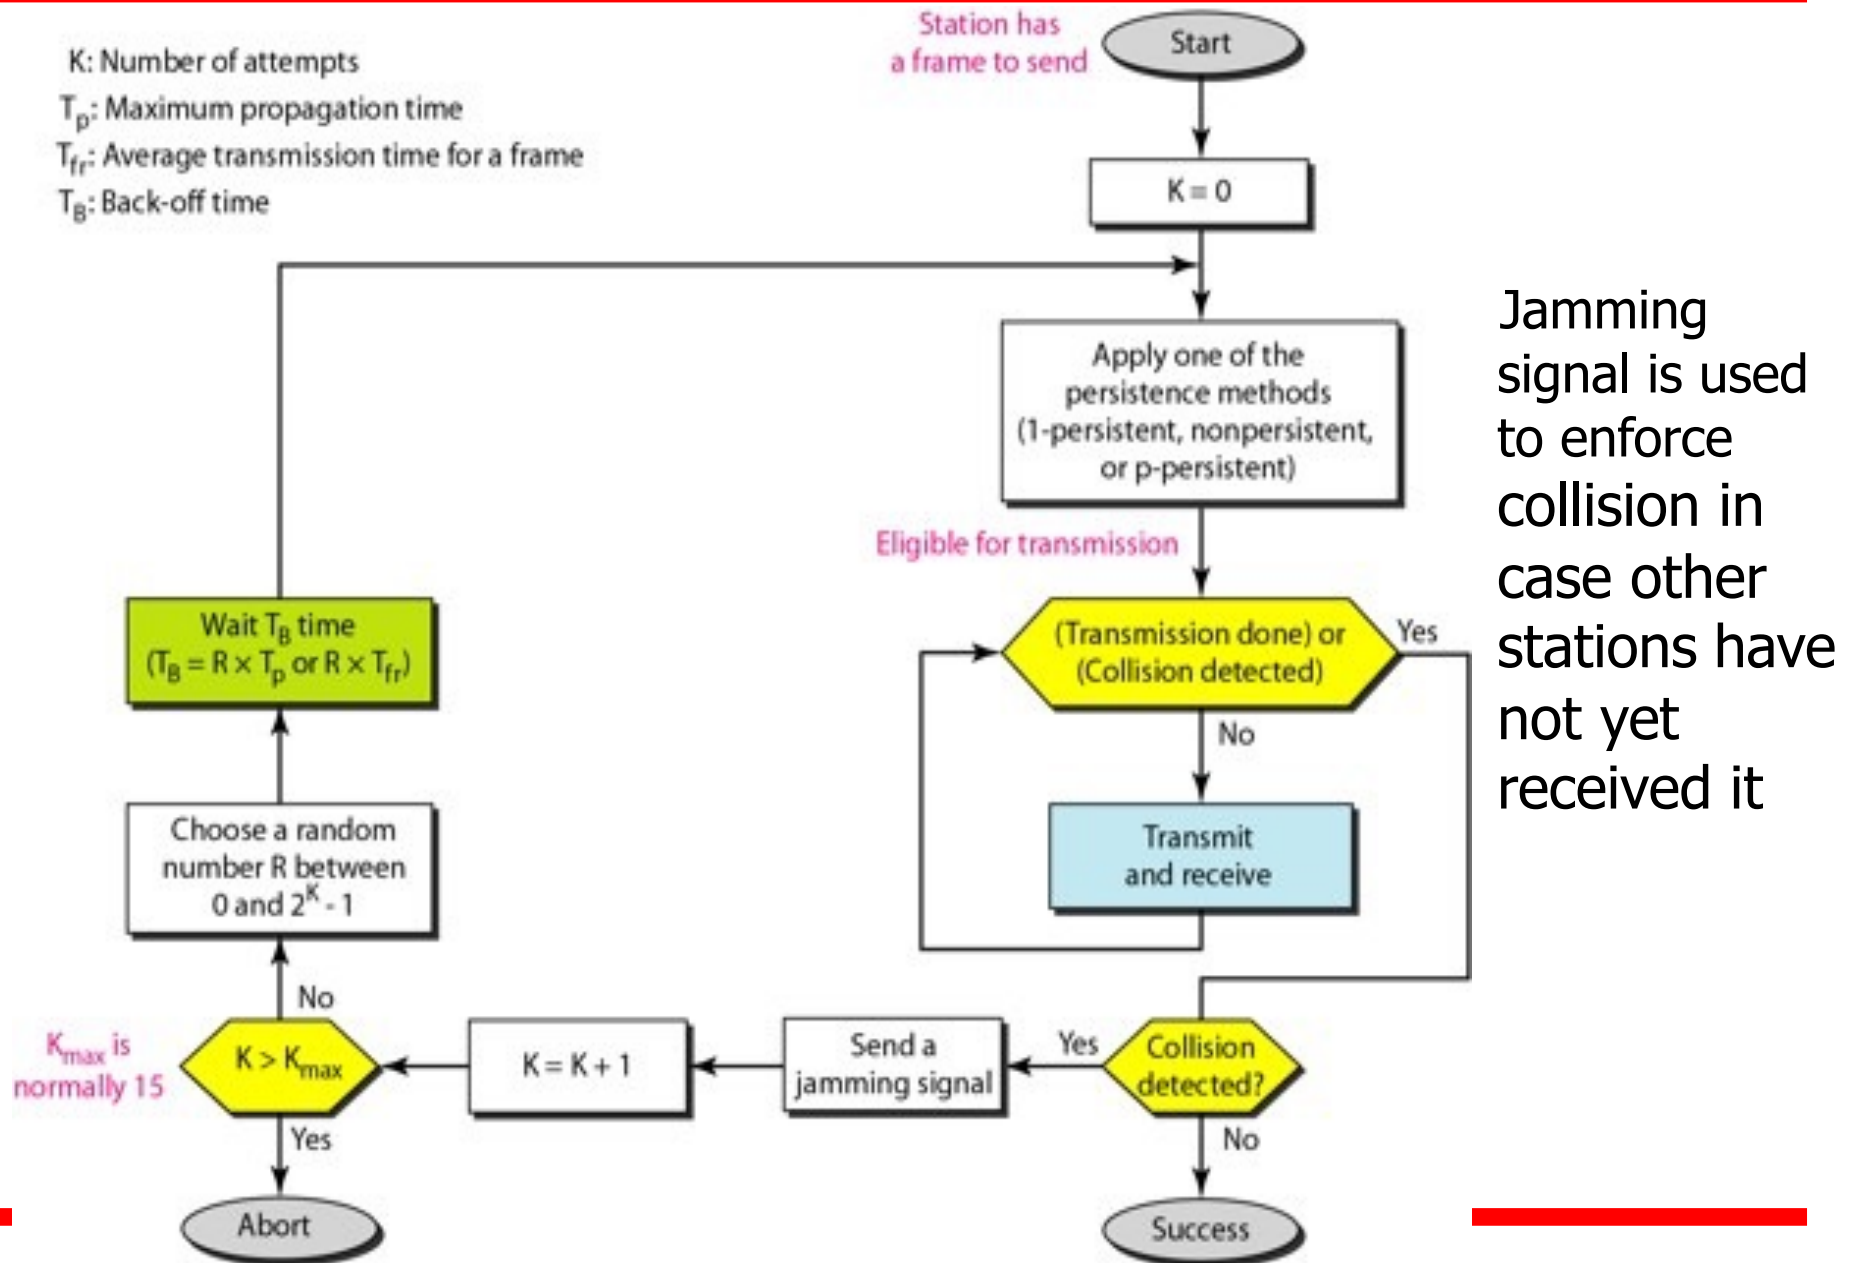 Station has
a frame to send
Start
K: Number of attempts
Tp: Maximum propagation time
Tfr: Average transmission time for a frame
TB: Back-off time
K = 0
Apply one of the
persistence methods
(1-persistent, nonpersistent,
or p-persistent)
Eligible for transmission
(Transmission done) or
(Collision detected)
Yes
No
Transmit
and receive
Wait TB time
(TB = R × Tp or R × Tfr)
Choose a random
number R between
0 and 2^K - 1
No
Kmax is
normally 15
K > Kmax
K = K + 1
Send a
jamming signal
Yes
Collision
detected?
Yes
No
Abort
Success
Jamming
signal is used
to enforce
collision in
case other
stations have
not yet
received it